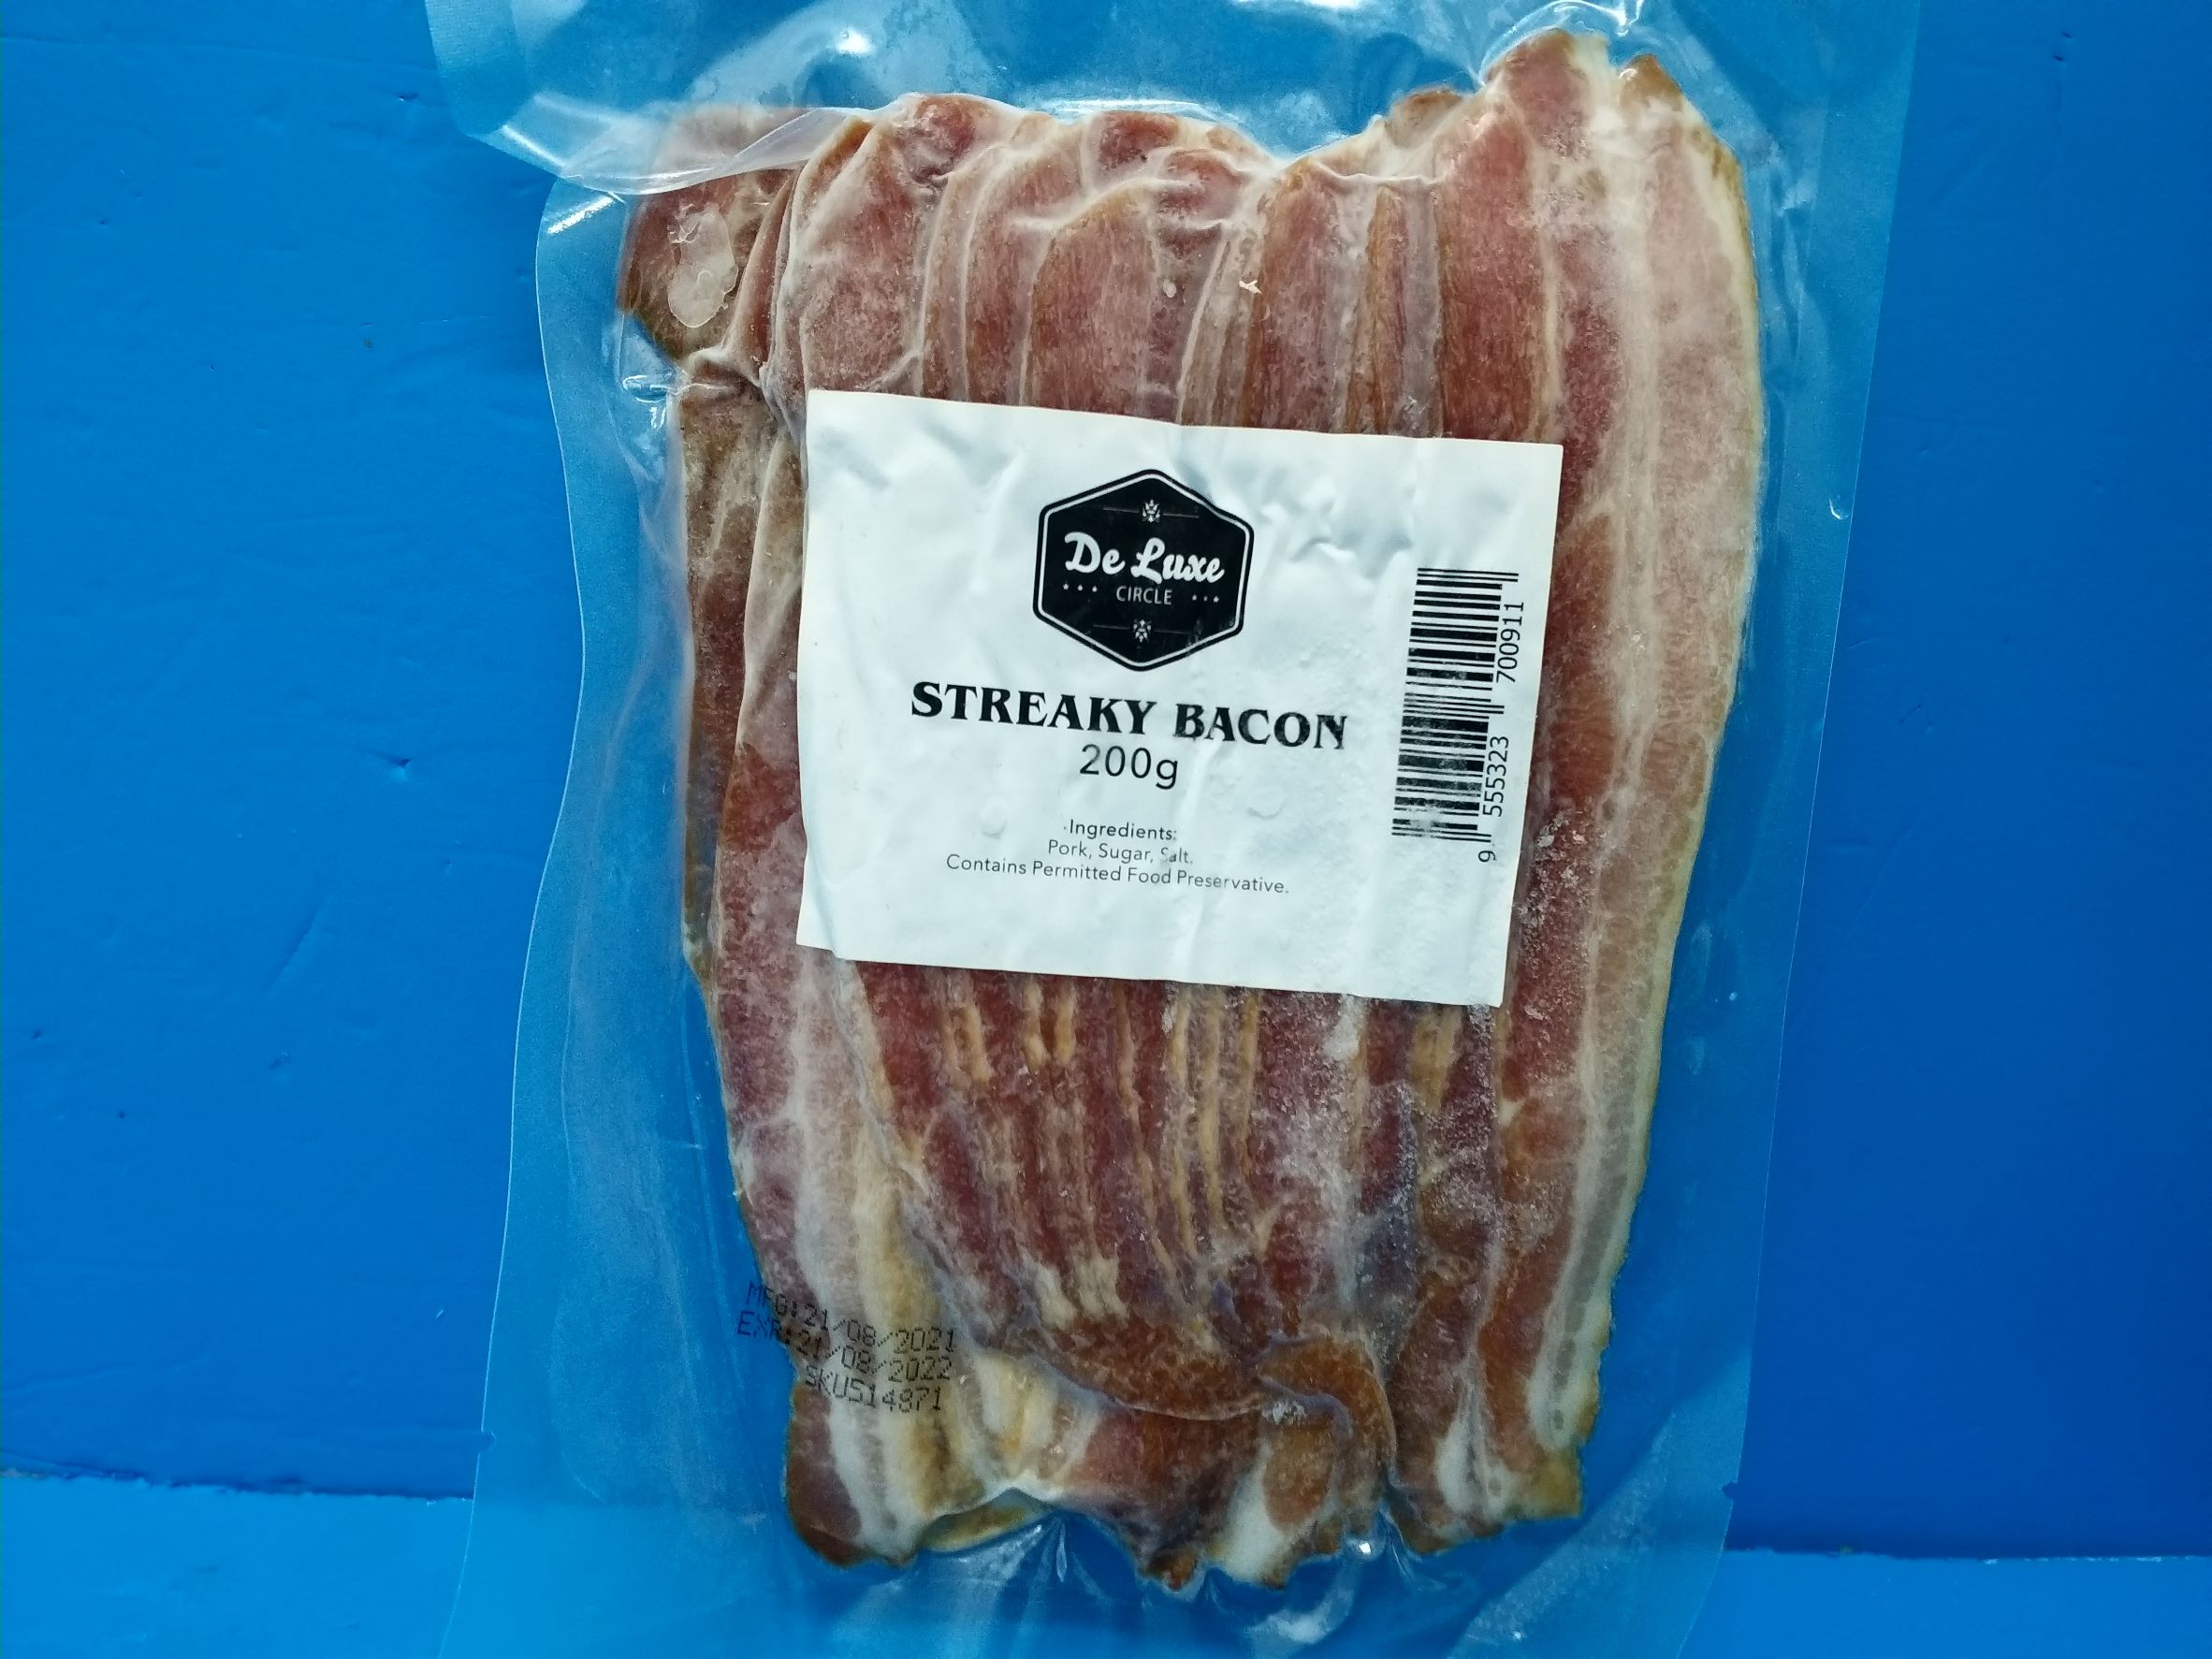 De Luxe
CIRCLE
STREAKY BACON
200g
Ingredients:
Pork, Sugar, Salt.
Contains Permitted Food Preservative.
9 555323 700911
MFG:21/08/2021
EXP:21/08/2022
SKU514871